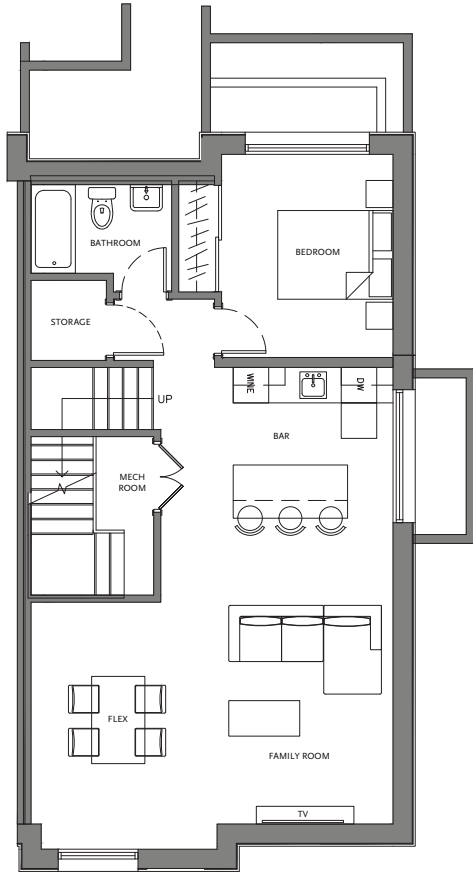 BATHROOM
BEDROOM
STORAGE
WINE
DW
UP
BAR
MECH
ROOM
FLEX
FAMILY ROOM
TV